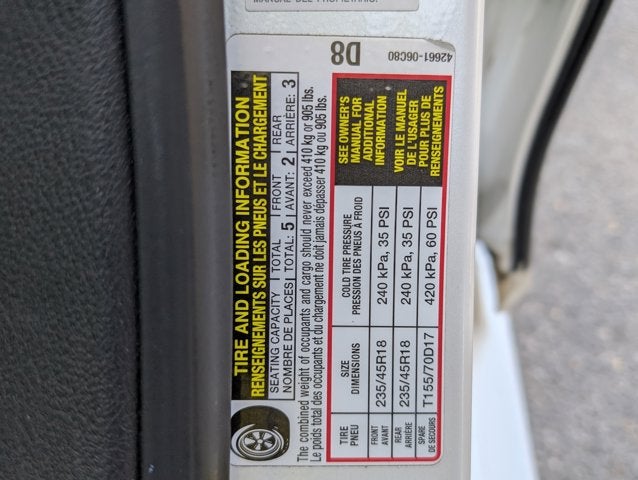 MANUAL DEL PROPIETARIO.
TIRE AND LOADING INFORMATION
RENSEIGNEMENTS SUR LES PNEUS ET LE CHARGEMENT
SEATING CAPACITY | TOTAL | FRONT | REAR
NOMBRE DE PLACES | TOTAL: 5 | AVANT: 2 | ARRIÈRE: 3
The combined weight of occupants and cargo should never exceed 410 kg or 905 lbs.
Le poids total des occupants et du chargement ne doit jamais dépasser 410 kg ou 905 lbs.
TIRE
PNEU
SIZE
DIMENSIONS
COLD TIRE PRESSURE
PRESSION DES PNEUS À FROID
SEE OWNER'S
MANUAL FOR
ADDITIONAL
INFORMATION
VOIR LE MANUEL
DE L'USAGER
POUR PLUS DE
RENSEIGNEMENTS
FRONT
AVANT
235/45R18
240 kPa, 35 PSI
REAR
ARRIÈRE
235/45R18
240 kPa, 35 PSI
SPARE
DE SECOURS
T155/70D17
420 kPa, 60 PSI
D8
42661-06C80